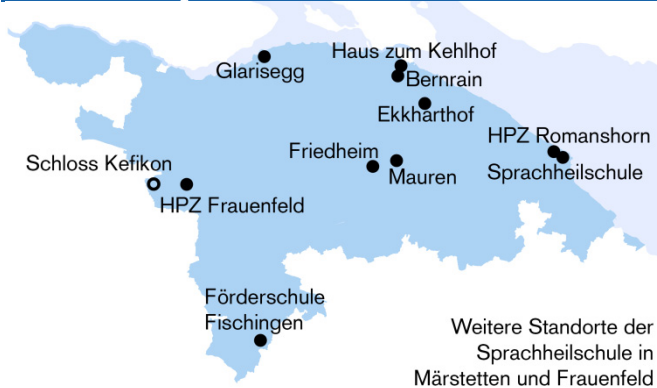 Glarisegg
Haus zum Kehlhof
Bernrain
Ekkharthof
HPZ Romanshorn
Sprachheilschule
Friedheim
Mauren
Schloss Kefikon
HPZ Frauenfeld
Förderschule
Fischingen
Weitere Standorte der
Sprachheilschule in
Märstetten und Frauenfeld